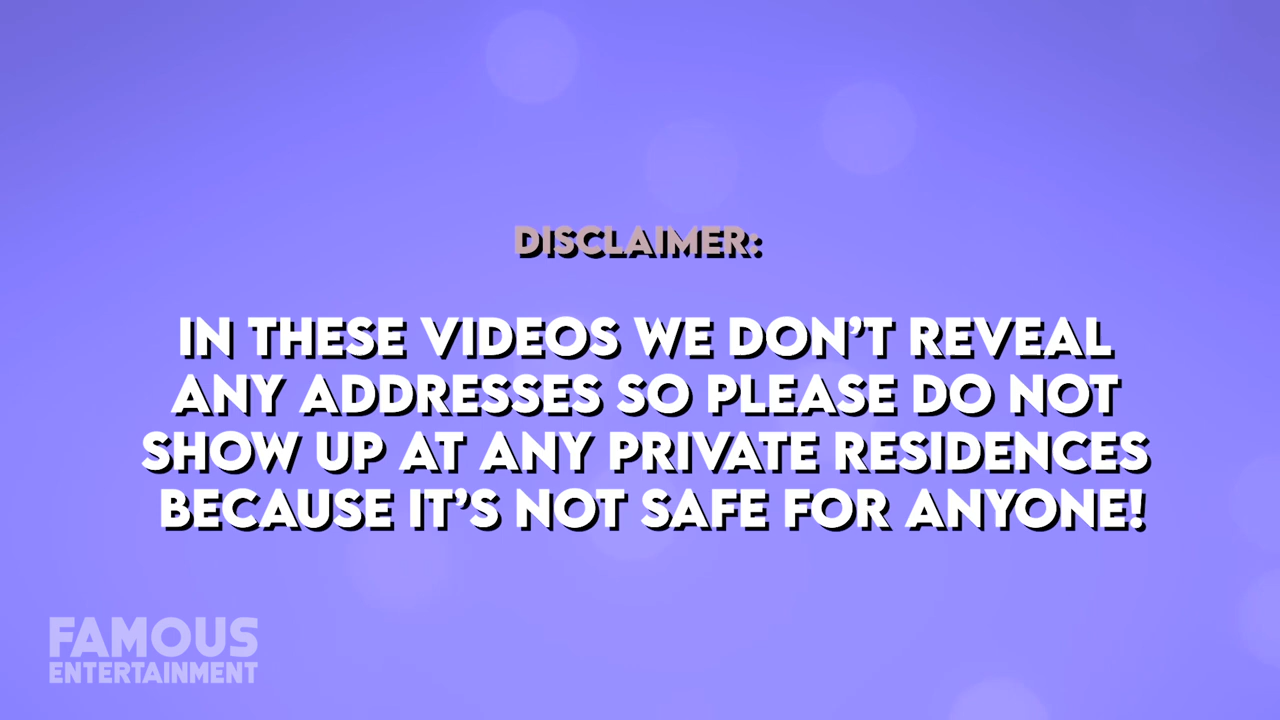 DISCLAIMER:
IN THESE VIDEOS WE DON'T REVEAL
ANY ADDRESSES SO PLEASE DO NOT
SHOW UP AT ANY PRIVATE RESIDENCES
BECAUSE IT'S NOT SAFE FOR ANYONE!
FAMOUS
ENTERTAINMENT